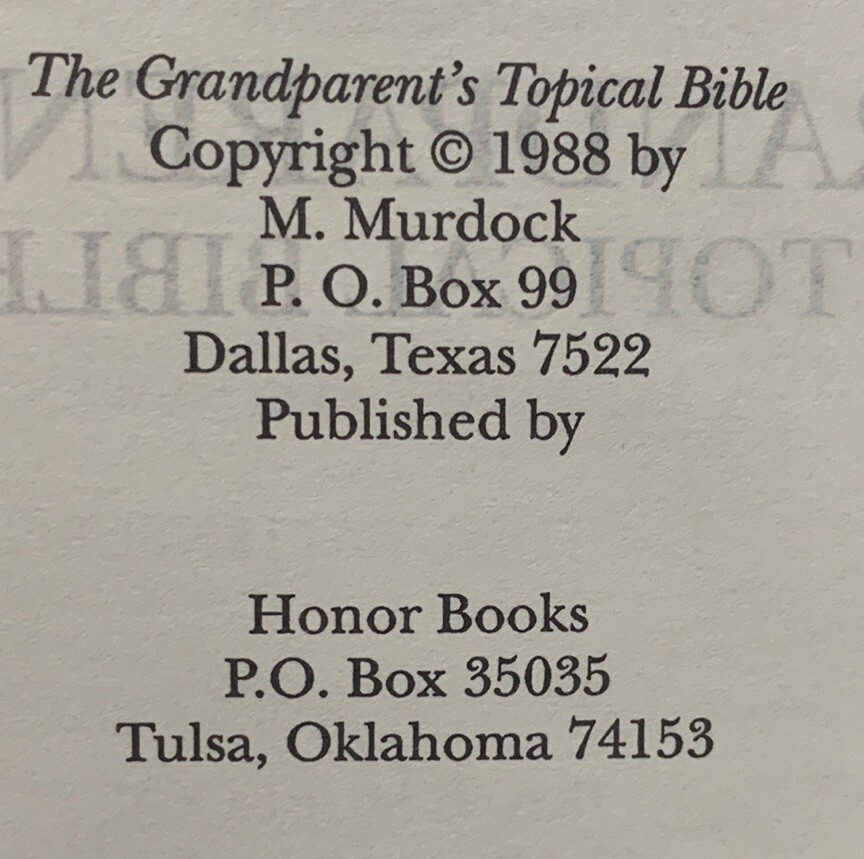 The Grandparent's Topical Bible
Copyright © 1988 by
M. Murdock
P. O. Box 99
Dallas, Texas 7522
Published by
Honor Books
P.O. Box 35035
Tulsa, Oklahoma 74153